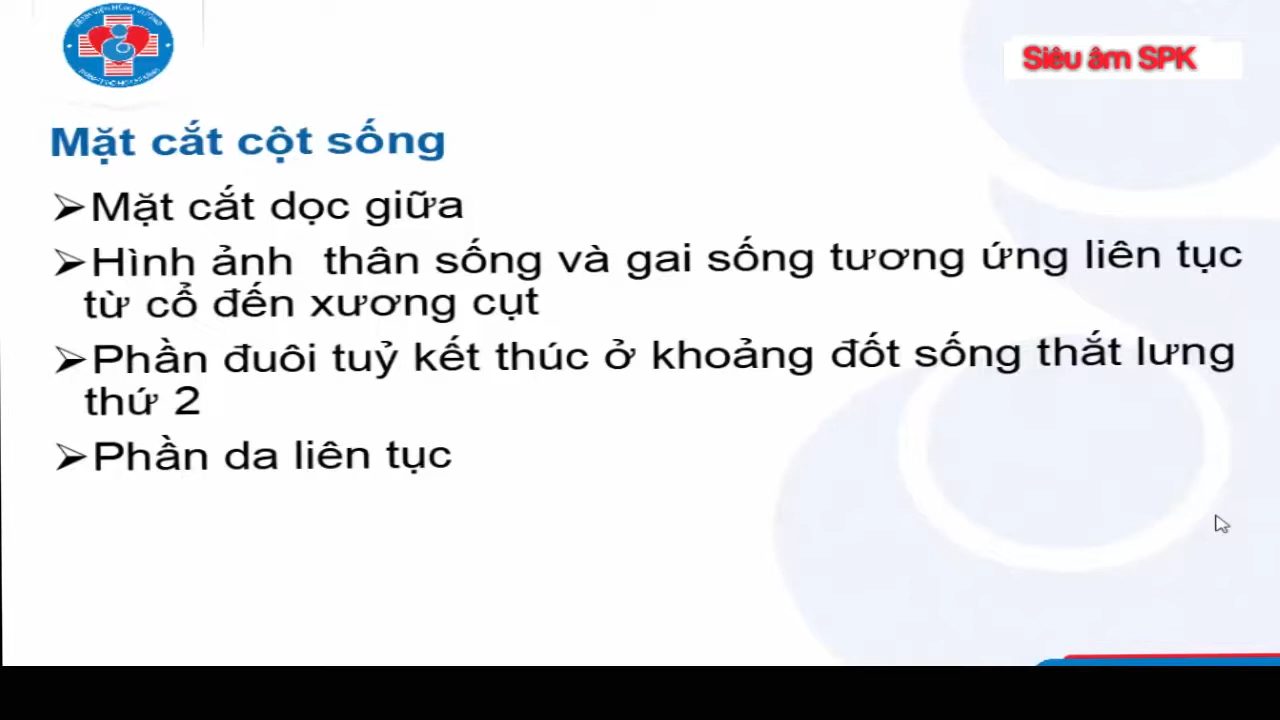 Siêu âm SPK
Mặt cắt cột sống
➢Mặt cắt dọc giữa
➢Hình ảnh thân sống và gai sống tương ứng liên tục
từ cổ đến xương cụt
➢Phần đuôi tuỷ kết thúc ở khoảng đốt sống thắt lưng
thứ 2
➢Phần da liên tục